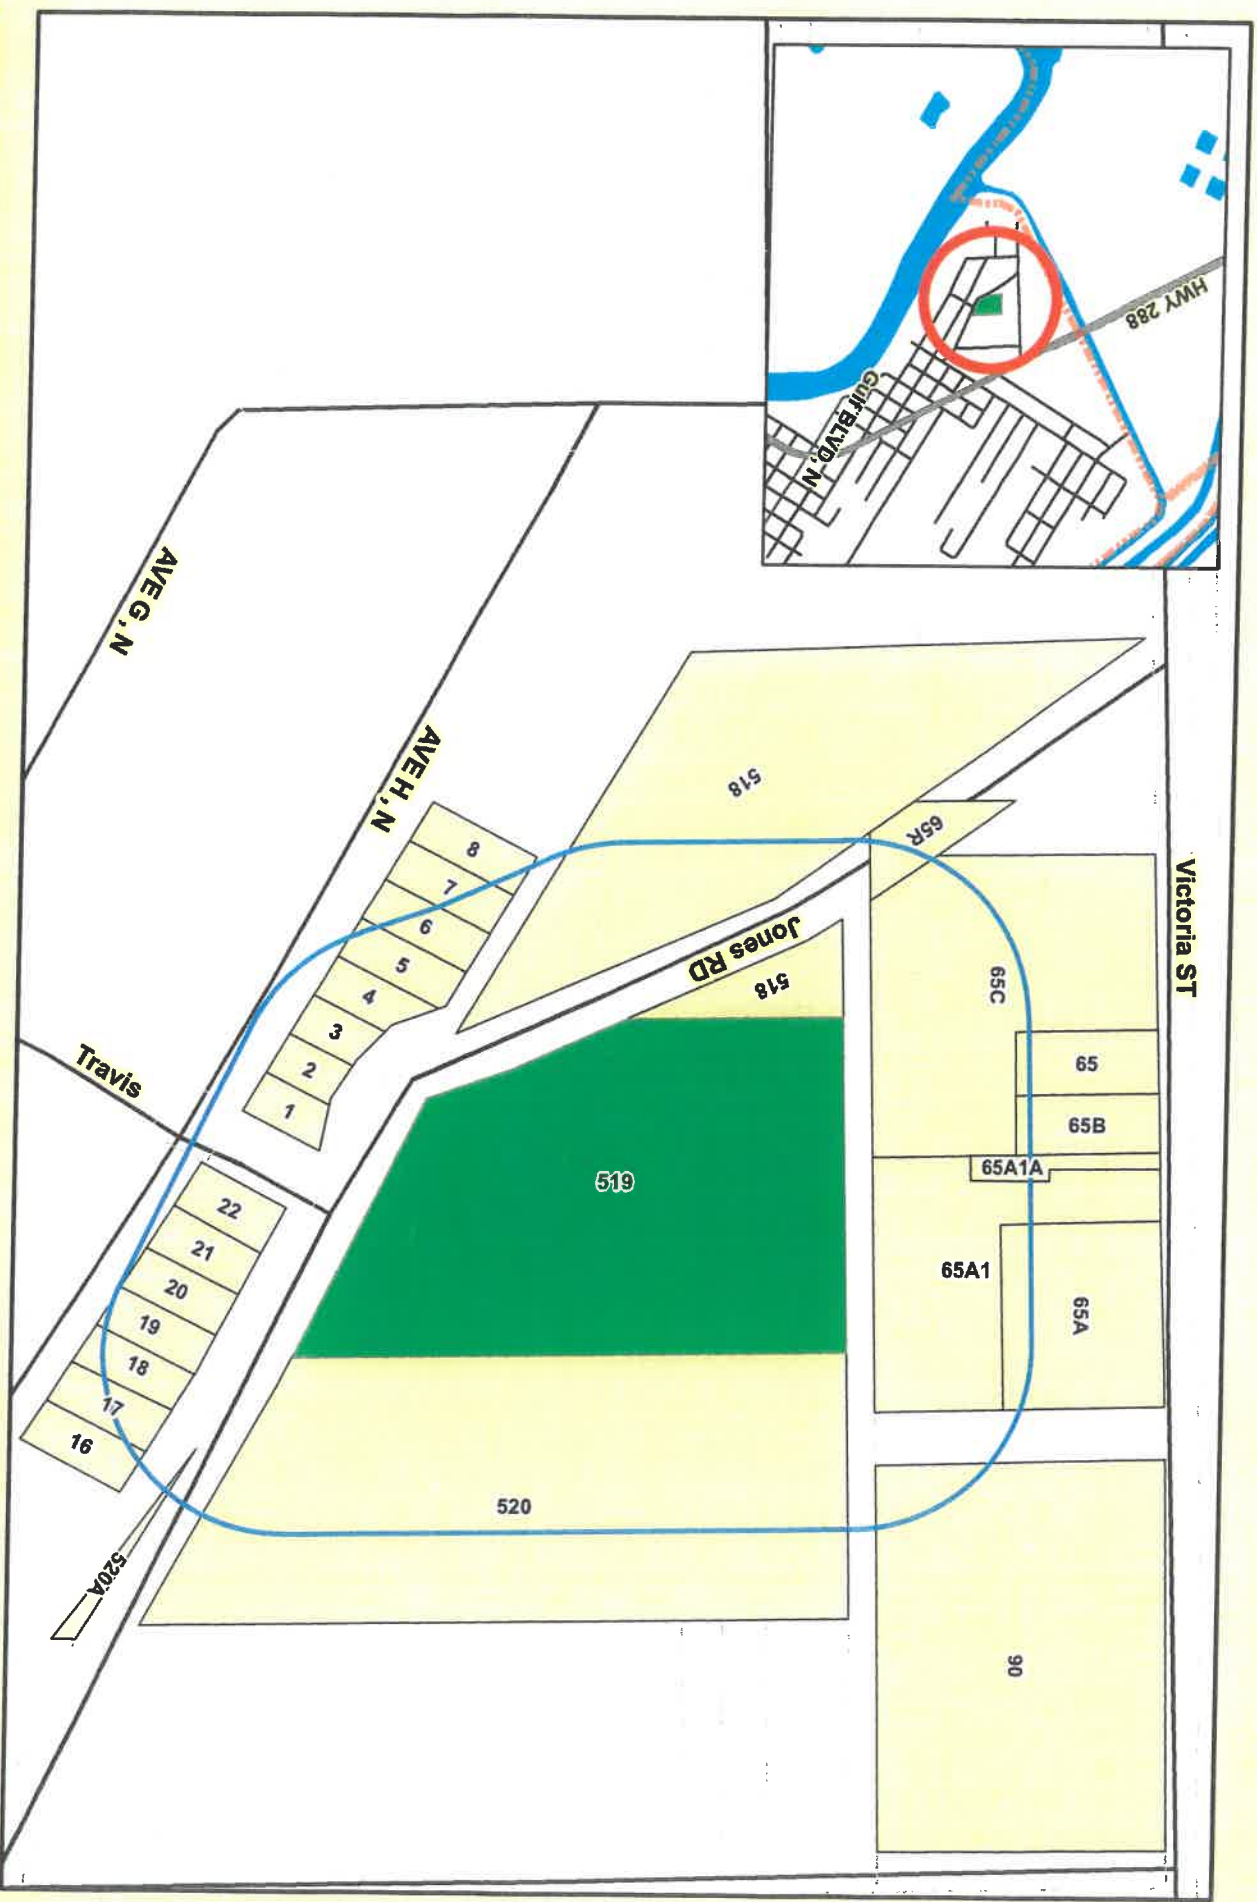 HWY 288
Gulf BLVD, N
AVE G, N
AVE H, N
Travis
Jones RD
Victoria ST
518
65R
518
65C
65
65B
65A1A
65A1
65A
519
520
90
8
7
6
5
4
3
2
1
22
21
20
19
18
17
16
520A